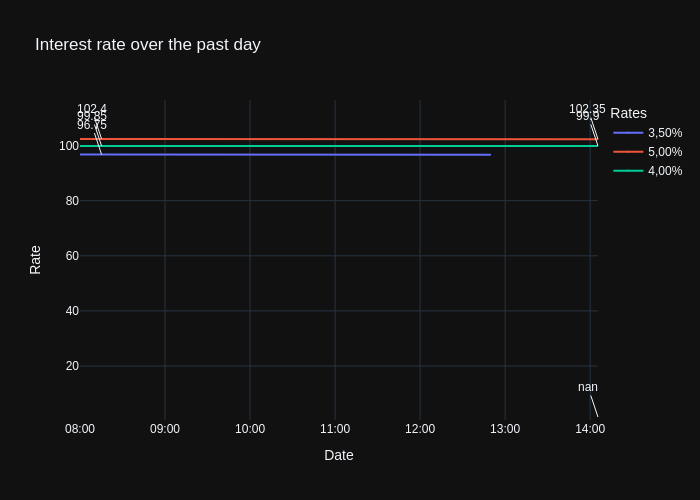 Interest rate over the past day
102.4
99.85
96.75
102.35
99.9
Rates
3,50%
5,00%
4,00%
100
80
60
40
20
Rate
nan
08:00 09:00 10:00 11:00 12:00 13:00 14:00
Date